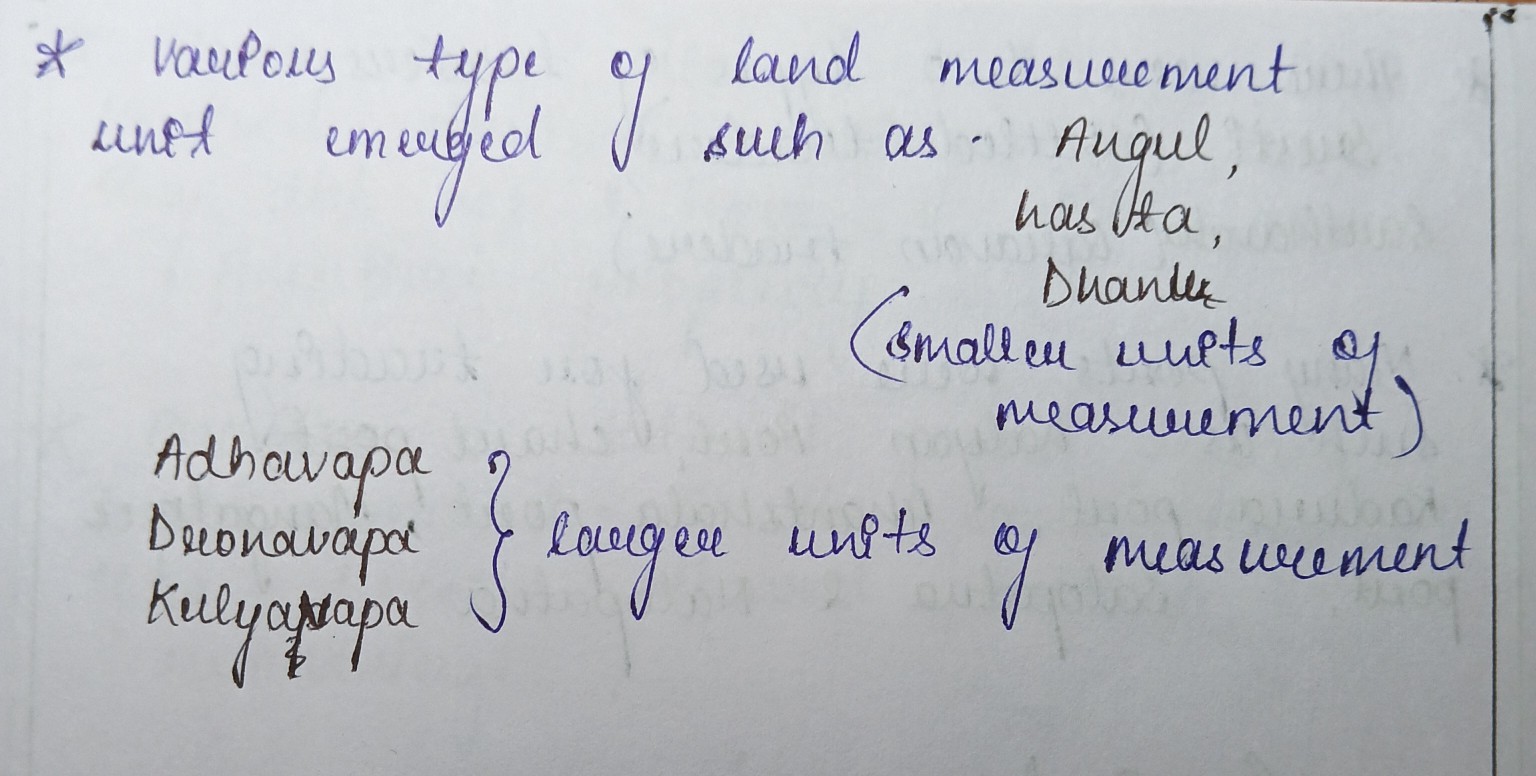 * various type of land measurement
unit emerged such as - Angul,
hasta,
Dhanu
(smaller units of
measurement)
Adhavapa
Dronavapa } larger units of measurement
Kulyavapa